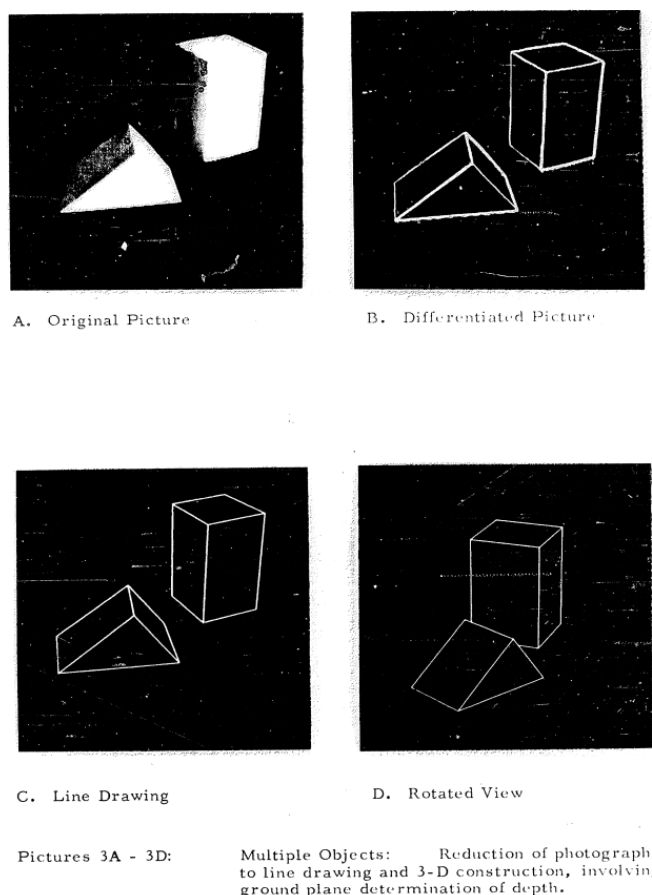 A. Original Picture
B. Differentiated Picture
C. Line Drawing
D. Rotated View
Pictures 3A - 3D: Multiple Objects: Reduction of photograph
to line drawing and 3-D construction, involvin
ground plane determination of depth.